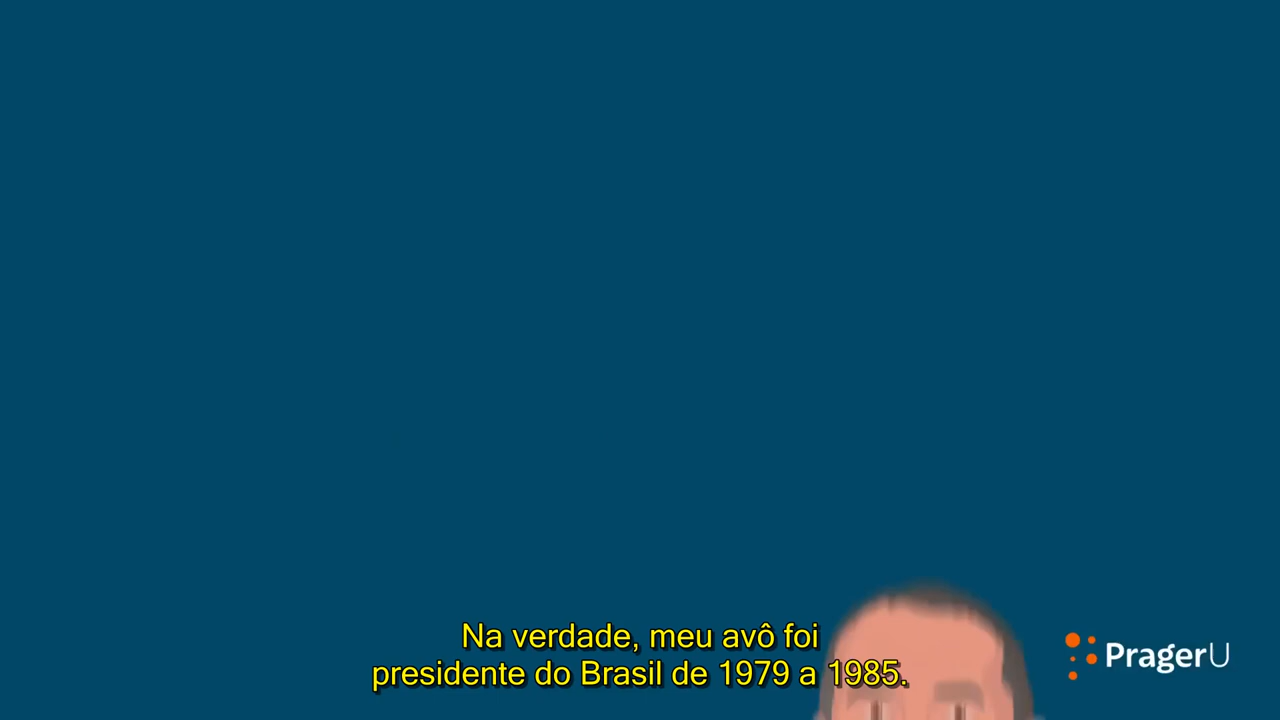 Na verdade, meu avô foi
presidente do Brasil de 1979 a 1985.
PragerU